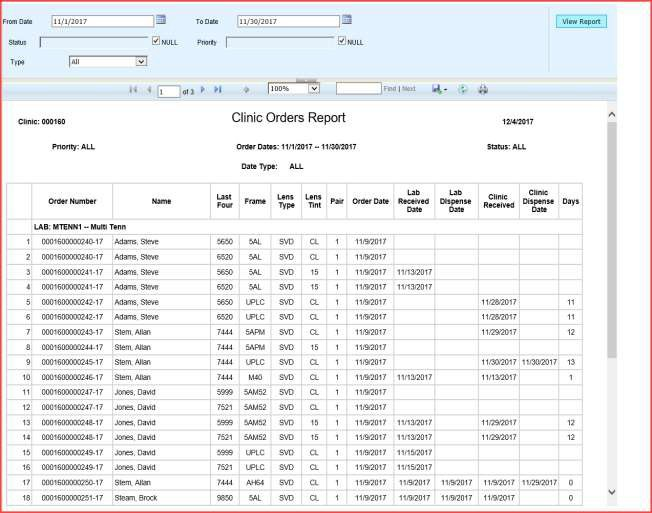 From Date 11/1/2017 To Date 11/30/2017 View Report
Status NULL Priority NULL
Type All
1 of 3 100% Find | Next
Clinic: 000160 Clinic Orders Report 12/4/2017
Priority: ALL Order Dates: 11/1/2017 -- 11/30/2017 Status: ALL
Date Type: ALL
Order Number Name Last Four Frame Lens Type Lens Tint Pair Order Date Lab Received Date Lab Dispense Date Clinic Received Clinic Dispense Date Days
LAB: MTENN1 -- Multi Tenn
1 0001600000240-17 Adams, Steve 5650 5AL SVD CL 1 11/9/2017
2 0001600000240-17 Adams, Steve 6520 5AL SVD CL 1 11/9/2017
3 0001600000241-17 Adams, Steve 5650 5AL SVD 15 1 11/9/2017 11/13/2017
4 0001600000241-17 Adams, Steve 6520 5AL SVD 15 1 11/9/2017 11/13/2017
5 0001600000242-17 Adams, Steve 5650 UPLC SVD CL 1 11/9/2017 11/28/2017 11
6 0001600000242-17 Adams, Steve 6520 UPLC SVD CL 1 11/9/2017 11/28/2017 11
7 0001600000243-17 Stem, Allan 7444 5APM SVD CL 1 11/9/2017 11/29/2017 12
8 0001600000244-17 Stem, Allan 7444 5APM SVD 15 1 11/9/2017
9 0001600000245-17 Stem, Allan 7444 UPLC SVD CL 1 11/9/2017 11/30/2017 11/30/2017 13
10 0001600000246-17 Stem, Allan 7444 M40 SVD CL 1 11/9/2017 11/13/2017 11/13/2017 1
11 0001600000247-17 Jones, David 5999 5AM52 SVD CL 1 11/9/2017
12 0001600000247-17 Jones, David 7521 5AM52 SVD CL 1 11/9/2017
13 0001600000248-17 Jones, David 5999 5AM52 SVD 15 1 11/9/2017 11/13/2017 11/29/2017 12
14 0001600000248-17 Jones, David 7521 5AM52 SVD 15 1 11/9/2017 11/13/2017 11/29/2017 12
15 0001600000249-17 Jones, David 5999 UPLC SVD CL 1 11/9/2017 11/15/2017
16 0001600000249-17 Jones, David 7521 UPLC SVD CL 1 11/9/2017 11/15/2017
17 0001600000250-17 Stem, Allan 7444 AH64 SVD CL 1 11/9/2017 11/9/2017 11/9/2017 11/9/2017 11/29/2017 0
18 0001600000251-17 Steam, Brock 9850 5AL SVD CL 1 11/9/2017 11/9/2017 11/9/2017 11/9/2017 0